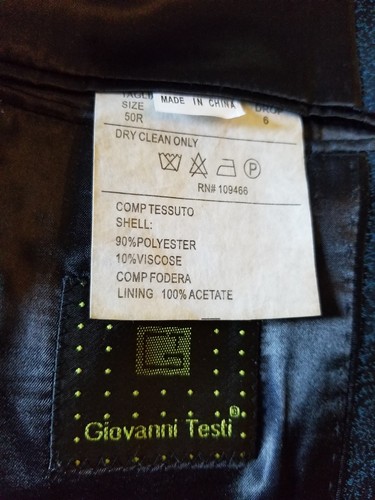 MADE IN CHINA
SIZE DROP
50R 6
DRY CLEAN ONLY
RN# 109466
COMP TESSUTO
SHELL:
90%POLYESTER
10%VISCOSE
COMP FODERA
LINING 100% ACETATE
Giovanni Testi®